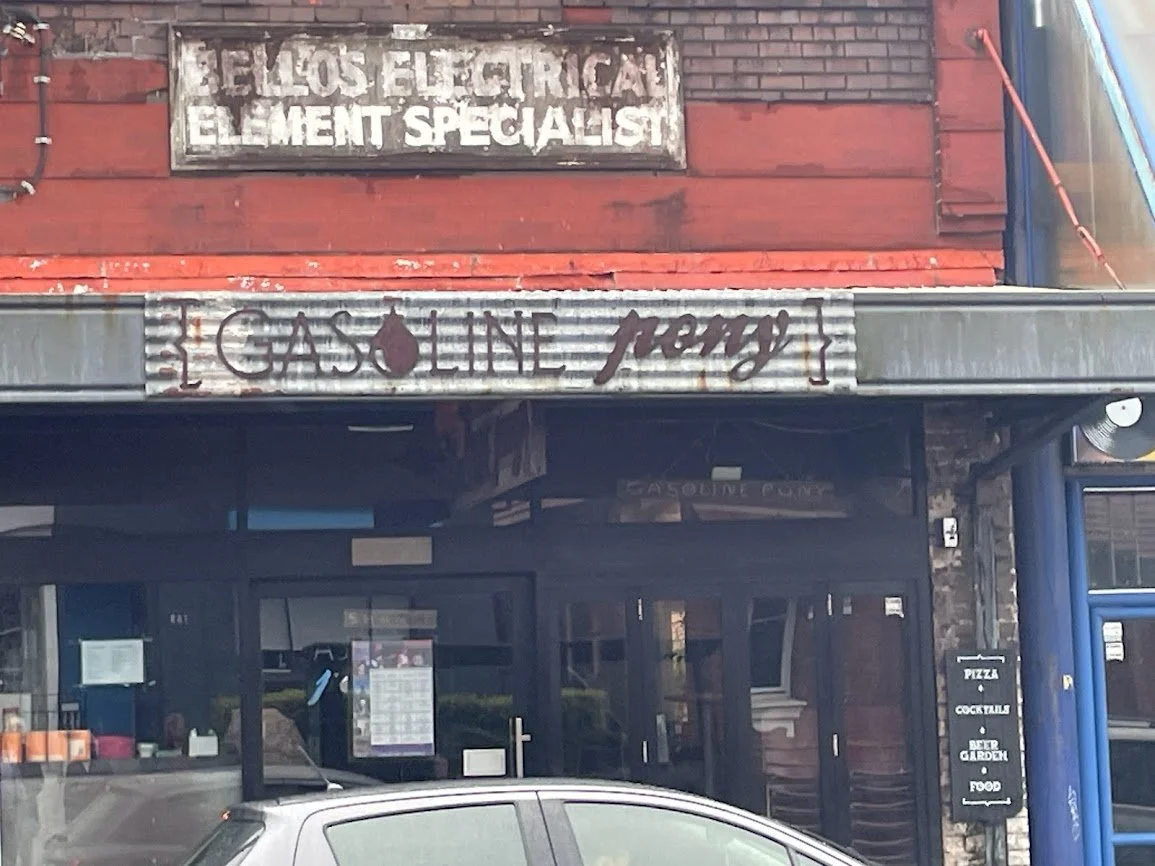 BELLOS ELECTRICAL
ELEMENT SPECIALIST
{GASOLINE pony}
GASOLINE PONY
PIZZA
COCKTAILS
BEER
GARDEN
FOOD